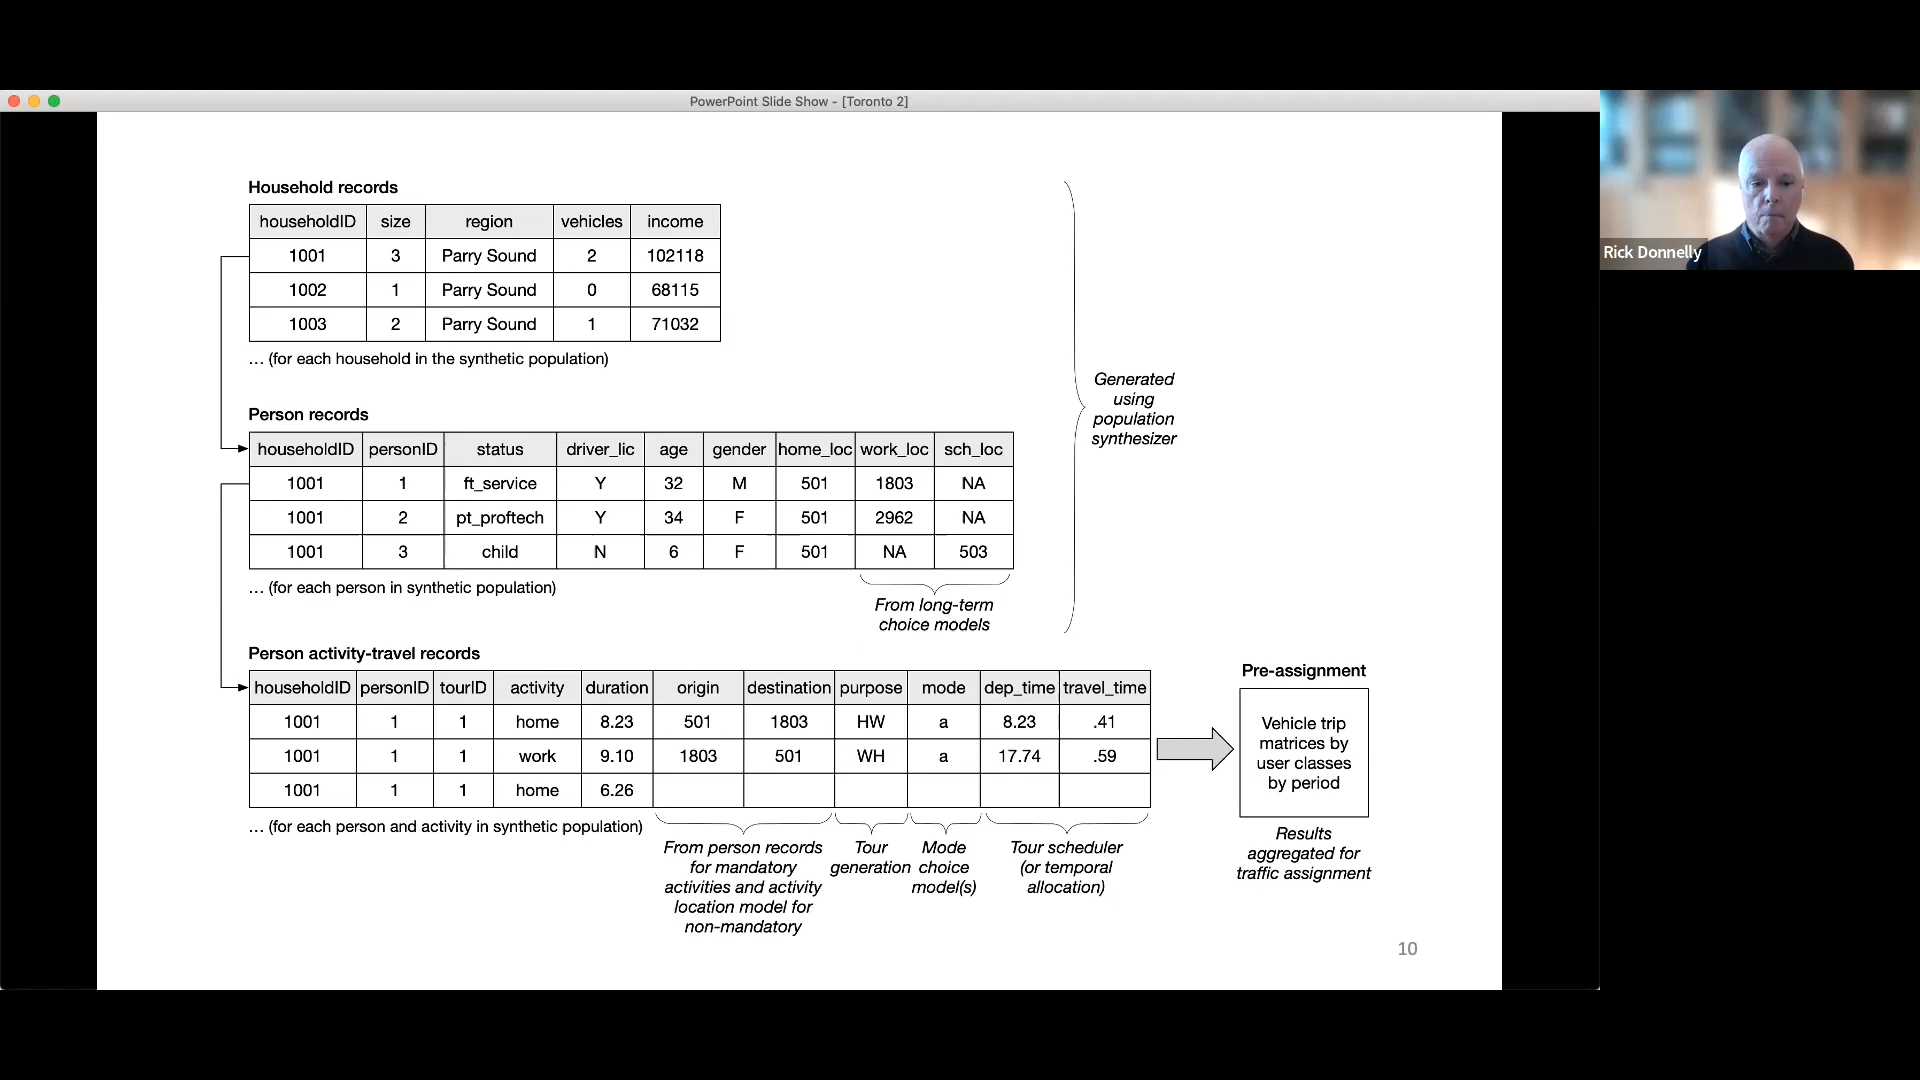 PowerPoint Slide Show - [Toronto 2]
Rick Donnelly
Household records
householdID size region vehicles income
1001 3 Parry Sound 2 102118
1002 1 Parry Sound 0 68115
1003 2 Parry Sound 1 71032
… (for each household in the synthetic population)
Generated
using
population
synthesizer
Person records
householdID personID status driver_lic age gender home_loc work_loc sch_loc
1001 1 ft_service Y 32 M 501 1803 NA
1001 2 pt_proftech Y 34 F 501 2962 NA
1001 3 child N 6 F 501 NA 503
… (for each person in synthetic population)
From long-term
choice models
Person activity-travel records
householdID personID tourID activity duration origin destination purpose mode dep_time travel_time
1001 1 1 home 8.23 501 1803 HW a 8.23 .41
1001 1 1 work 9.10 1803 501 WH a 17.74 .59
1001 1 1 home 6.26
… (for each person and activity in synthetic population)
From person records
for mandatory
activities and activity
location model for
non-mandatory
Tour
generation
Mode
choice
model(s)
Tour scheduler
(or temporal
allocation)
Pre-assignment
Vehicle trip
matrices by
user classes
by period
Results
aggregated for
traffic assignment
10